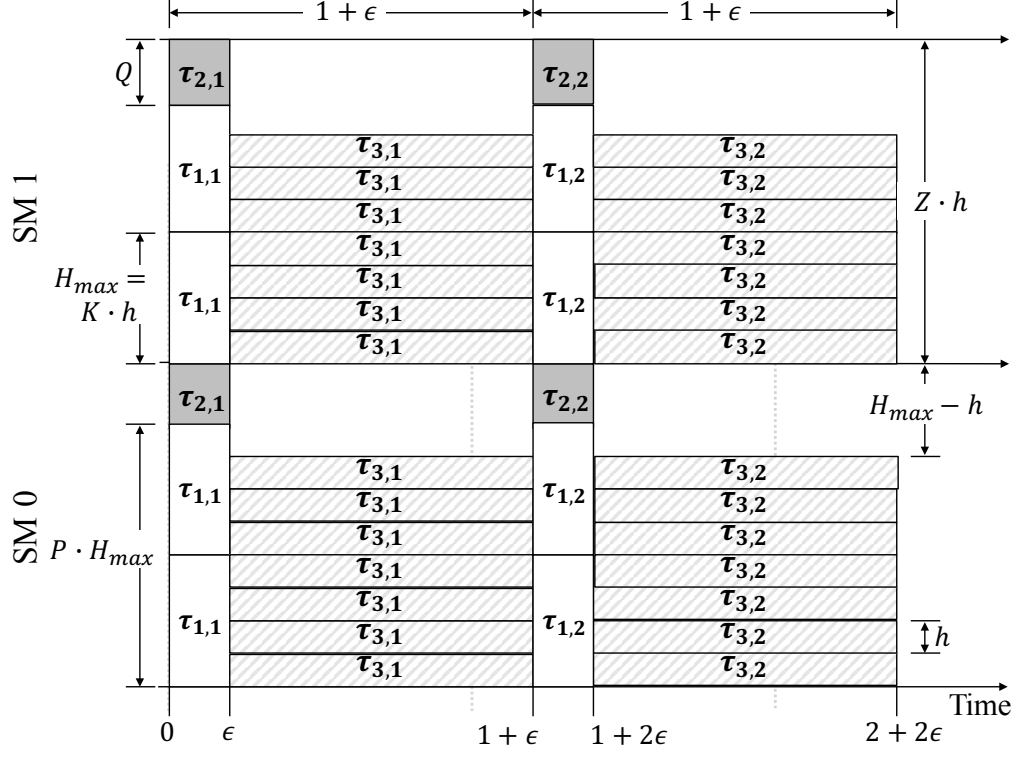 1 + ϵ 1 + ϵ
Q τ2,1 τ2,2
τ3,1 τ3,2
τ1,1 τ1,2
τ3,1 τ3,2
SM 1 τ3,1 τ3,2 Z · h
τ3,1 τ3,2
Hmax =
K · h
τ1,1 τ3,1 τ1,2 τ3,2
τ3,1 τ3,2
τ3,1 τ3,2
τ2,1 τ2,2 Hmax − h
τ3,1 τ3,2
τ1,1 τ3,1 τ1,2 τ3,2
τ3,1 τ3,2
SM 0 P · Hmax
τ3,1 τ3,2
τ3,1 τ3,2
τ1,1 τ3,1 τ1,2 τ3,2 h
τ3,1 τ3,2
Time
0 ϵ 1 + ϵ 1 + 2ϵ 2 + 2ϵ